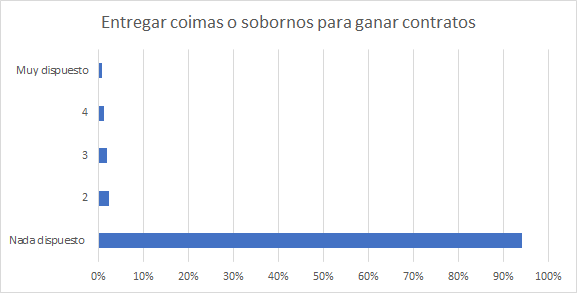 Entregar coimas o sobornos para ganar contratos
Muy dispuesto
4
3
2
Nada dispuesto
0% 10% 20% 30% 40% 50% 60% 70% 80% 90% 100%